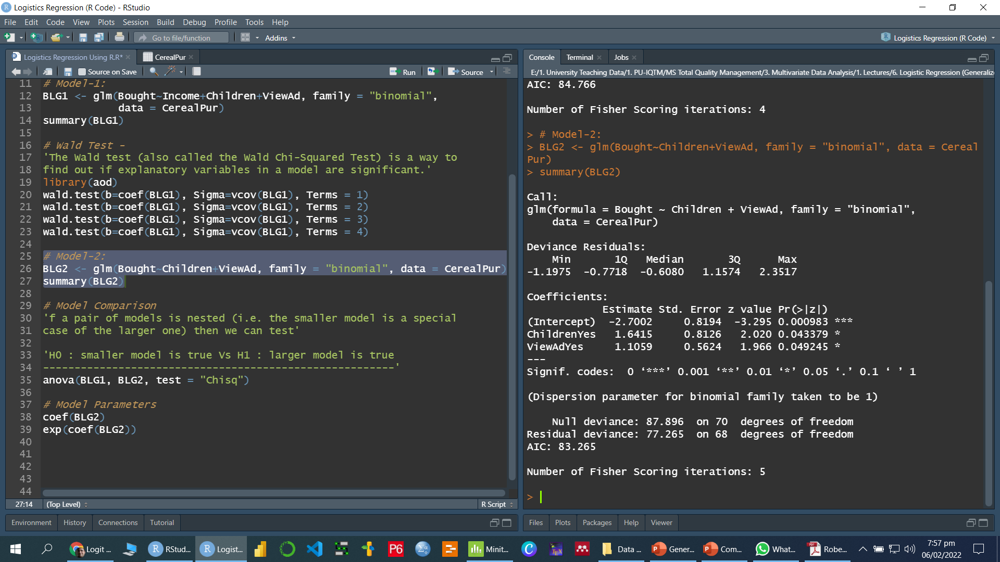 Logistics Regression (R Code) - RStudio
File Edit Code View Plots Session Build Debug Profile Tools Help
Go to file/function Addins Logistics Regression (R Code)
Logistics Regression Using R.R* CerealPur
Source on Save Run Source
11 # Model-1:
12 BLG1 <- glm(Bought~Income+Children+ViewAd, family = "binomial",
13 data = CerealPur)
14 summary(BLG1)
15
16 # Wald Test -
17 'The Wald test (also called the Wald Chi-Squared Test) is a way to
18 find out if explanatory variables in a model are significant.'
19 library(aod)
20 wald.test(b=coef(BLG1), Sigma=vcov(BLG1), Terms = 1)
21 wald.test(b=coef(BLG1), Sigma=vcov(BLG1), Terms = 2)
22 wald.test(b=coef(BLG1), Sigma=vcov(BLG1), Terms = 3)
23 wald.test(b=coef(BLG1), Sigma=vcov(BLG1), Terms = 4)
24
25 # Model-2:
26 BLG2 <- glm(Bought~Children+ViewAd, family = "binomial", data = CerealPur)
27 summary(BLG2)
28
29 # Model Comparison
30 'f a pair of models is nested (i.e. the smaller model is a special
31 case of the larger one) then we can test'
32
33 'H0 : smaller model is true Vs H1 : larger model is true
34 --------------------------------------------------------'
35 anova(BLG1, BLG2, test = "Chisq")
36
37 # Model Parameters
38 coef(BLG2)
39 exp(coef(BLG2))
40
41
42
43
44
27:14 (Top Level) R Script
Environment History Connections Tutorial
Console Terminal Jobs
E:/1. University Teaching Data/1. PU-IQTM/MS Total Quality Management/3. Multivariate Data Analysis/1. Lectures/6. Logistic Regression (Generaliz
AIC: 84.766
Number of Fisher Scoring iterations: 4
> # Model-2:
> BLG2 <- glm(Bought~Children+ViewAd, family = "binomial", data = Cereal
Pur)
> summary(BLG2)
Call:
glm(formula = Bought ~ Children + ViewAd, family = "binomial",
data = CerealPur)
Deviance Residuals:
Min 1Q Median 3Q Max
-1.1975 -0.7718 -0.6080 1.1574 2.3517
Coefficients:
Estimate Std. Error z value Pr(>|z|)
(Intercept) -2.7002 0.8194 -3.295 0.000983 ***
ChildrenYes 1.6415 0.8126 2.020 0.043379 *
ViewAdYes 1.1059 0.5624 1.966 0.049245 *
---
Signif. codes: 0 ‘***’ 0.001 ‘**’ 0.01 ‘*’ 0.05 ‘.’ 0.1 ‘ ’ 1
(Dispersion parameter for binomial family taken to be 1)
Null deviance: 87.896 on 70 degrees of freedom
Residual deviance: 77.265 on 68 degrees of freedom
AIC: 83.265
Number of Fisher Scoring iterations: 5
>
Files Plots Packages Help Viewer
Logit ... RStud... Logist... P6 Minit... Data ... Gener... Com... What... Robe... 7:57 pm
06/02/2022